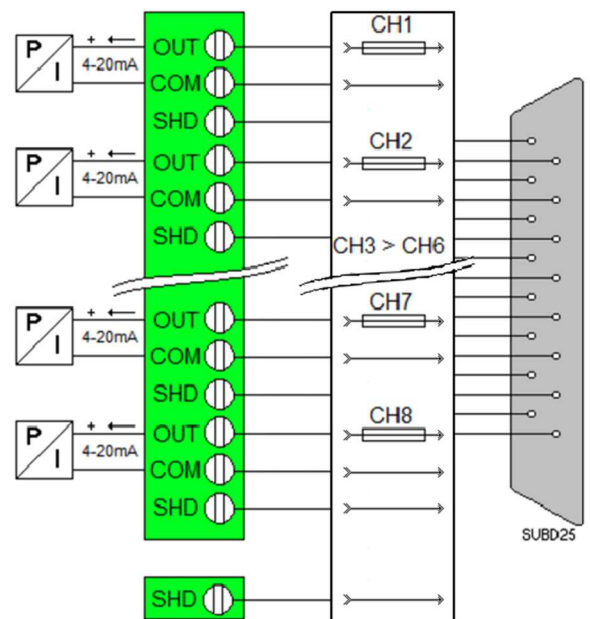 CH1
P
I
+ ←
4-20mA
OUT
COM
SHD
CH2
P
I
+ ←
4-20mA
OUT
COM
SHD
CH3 > CH6
CH7
P
I
+ ←
4-20mA
OUT
COM
SHD
CH8
P
I
+ ←
4-20mA
OUT
COM
SHD
SUBD25
SHD